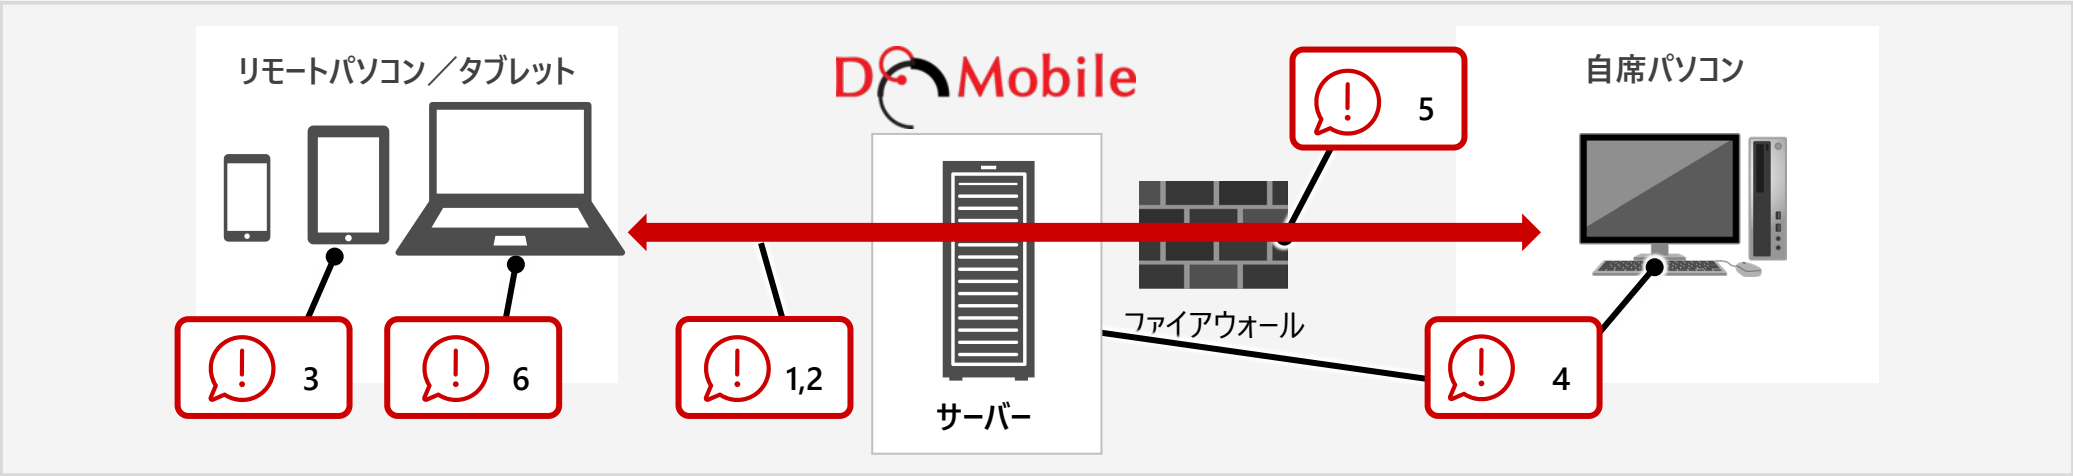 リモートパソコン／タブレット
DoMobile
自席パソコン
! 5
ファイアウォール
! 3
! 6
! 1,2
! 4
サーバー